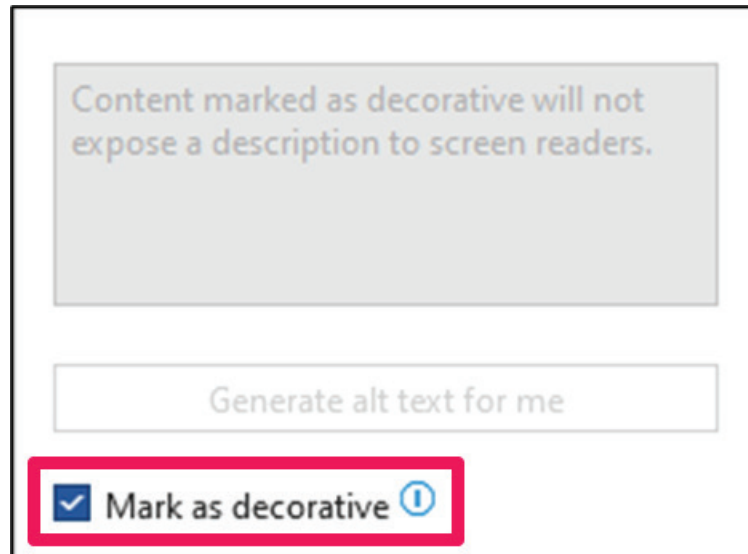 Content marked as decorative will not
expose a description to screen readers.
Generate alt text for me
Mark as decorative